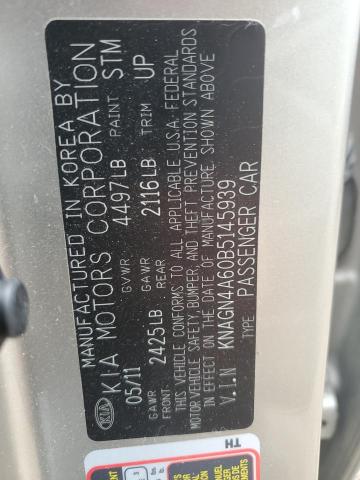 MANUFACTURED IN KOREA BY
KIA KIA MOTORS CORPORATION
05/11 4497LB PAINT STM
GAWR GVWR
FRONT 2425LB GAWR REAR 2116LB TRIM UP
THIS VEHICLE CONFORMS TO ALL APPLICABLE U.S.A. FEDERAL
MOTOR VEHICLE SAFETY, BUMPER, AND THEFT PREVENTION STANDARDS
IN EFFECT ON THE DATE OF MANUFACTURE SHOWN ABOVE
V.I.N KNAGN4A60B5145939
TYPE PASSENGER CAR
TH